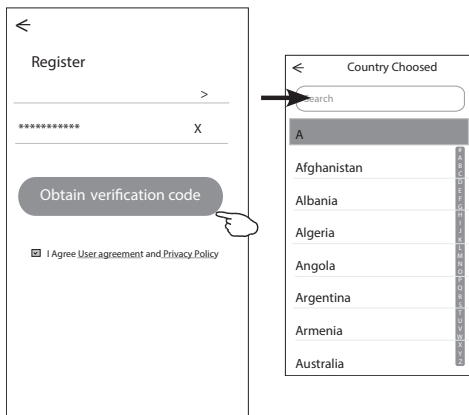 Register
>
*********** X
Obtain verification code
I Agree User agreement and Privacy Policy
Country Choosed
Search
A
Afghanistan
Albania
Algeria
Angola
Argentina
Armenia
Australia
#
A
B
C
D
E
F
G
H
I
J
K
L
M
N
O
P
Q
R
S
T
U
V
W
X
Y
Z